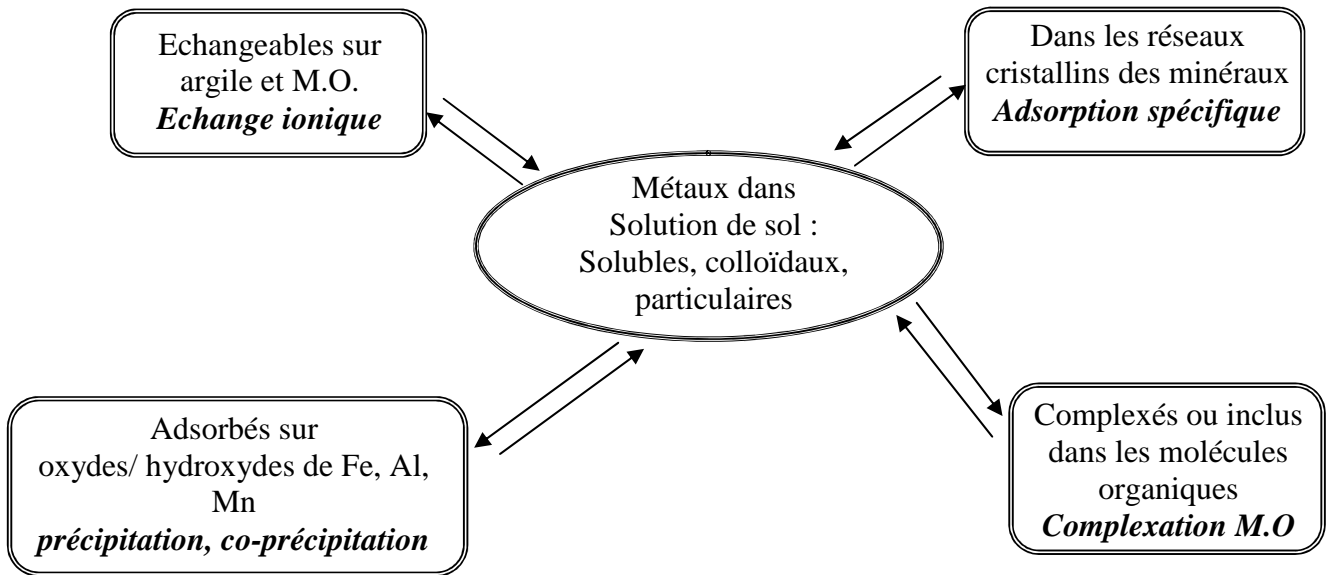 Echangeables sur
argile et M.O.
Echange ionique
Dans les réseaux
cristallins des minéraux
Adsorption spécifique
Métaux dans
Solution de sol :
Solubles, colloïdaux,
particulaires
Adsorbés sur
oxydes/ hydroxydes de Fe, Al,
Mn
précipitation, co-précipitation
Complexés ou inclus
dans les molécules
organiques
Complexation M.O